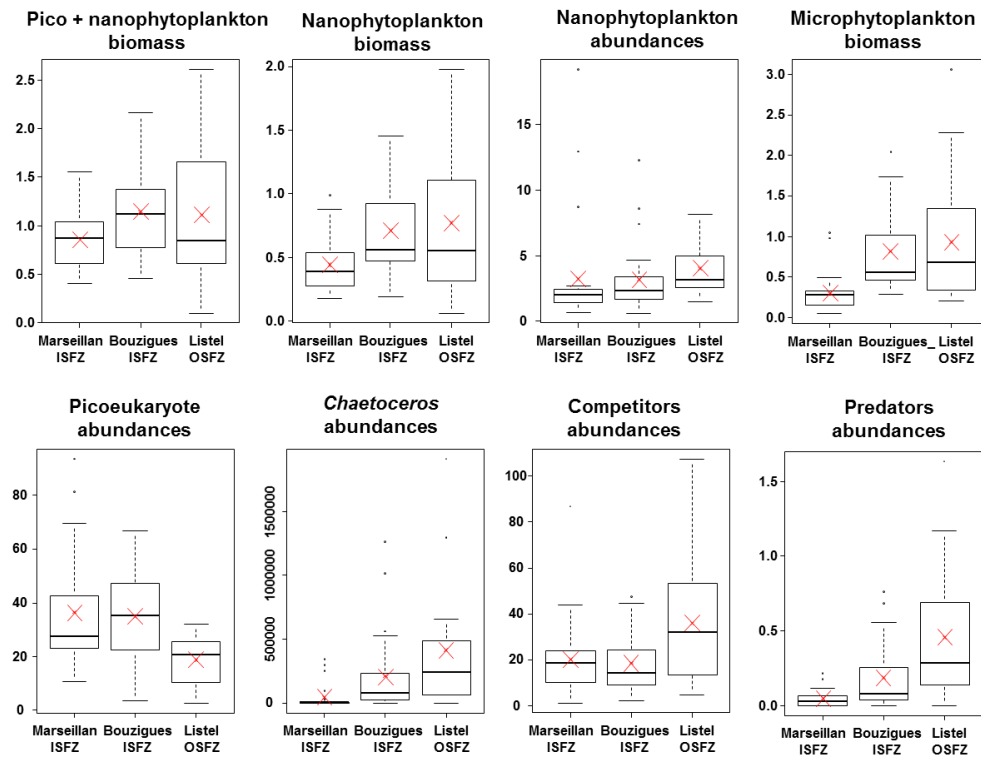 Pico + nanophytoplankton
biomass
Nanophytoplankton
biomass
Nanophytoplankton
abundances
Microphytoplankton
biomass
2.5
2.0
1.5
1.0
0.5
0.0
Marseillan Bouzigues Listel
ISFZ ISFZ OSFZ
2.0
1.5
1.0
0.5
0.0
Marseillan Bouzigues Listel
ISFZ ISFZ OSFZ
15
10
5
0
Marseillan Bouzigues Listel
ISFZ ISFZ OSFZ
3.0
2.5
2.0
1.5
1.0
0.5
0.0
Marseillan Bouzigues_ Listel
ISFZ ISFZ OSFZ
Picoeukaryote
abundances
Chaetoceros
abundances
Competitors
abundances
Predators
abundances
80
60
40
20
0
Marseillan Bouzigues Listel
ISFZ ISFZ OSFZ
1500000
1000000
500000
0
Marseillan Bouzigues Listel
ISFZ ISFZ OSFZ
100
80
60
40
20
0
Marseillan Bouzigues Listel
ISFZ ISFZ OSFZ
1.5
1.0
0.5
0.0
Marseillan Bouzigues Listel
ISFZ ISFZ OSFZ